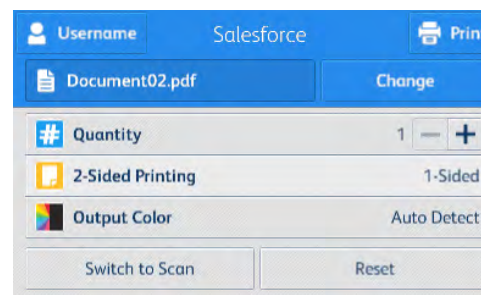 Username Salesforce Prin
Document02.pdf Change
# Quantity 1 — +
2-Sided Printing 1-Sided
Output Color Auto Detect
Switch to Scan Reset